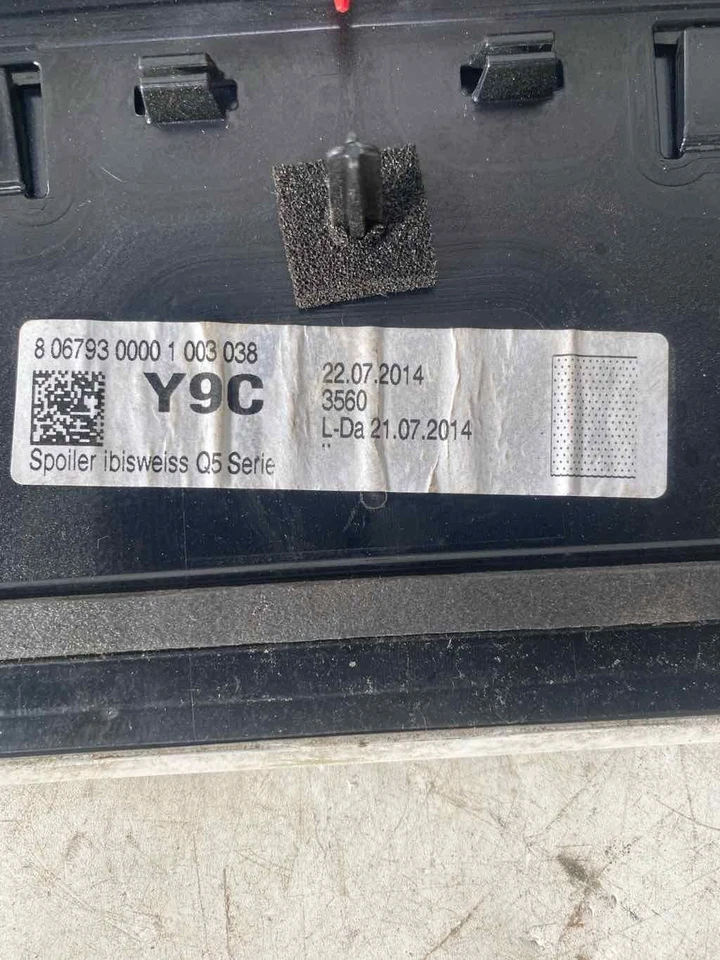 8 06793 0000 1 003 038
Y9C
22.07.2014
3560
L-Da 21.07.2014
Spoiler ibisweiss Q5 Serie